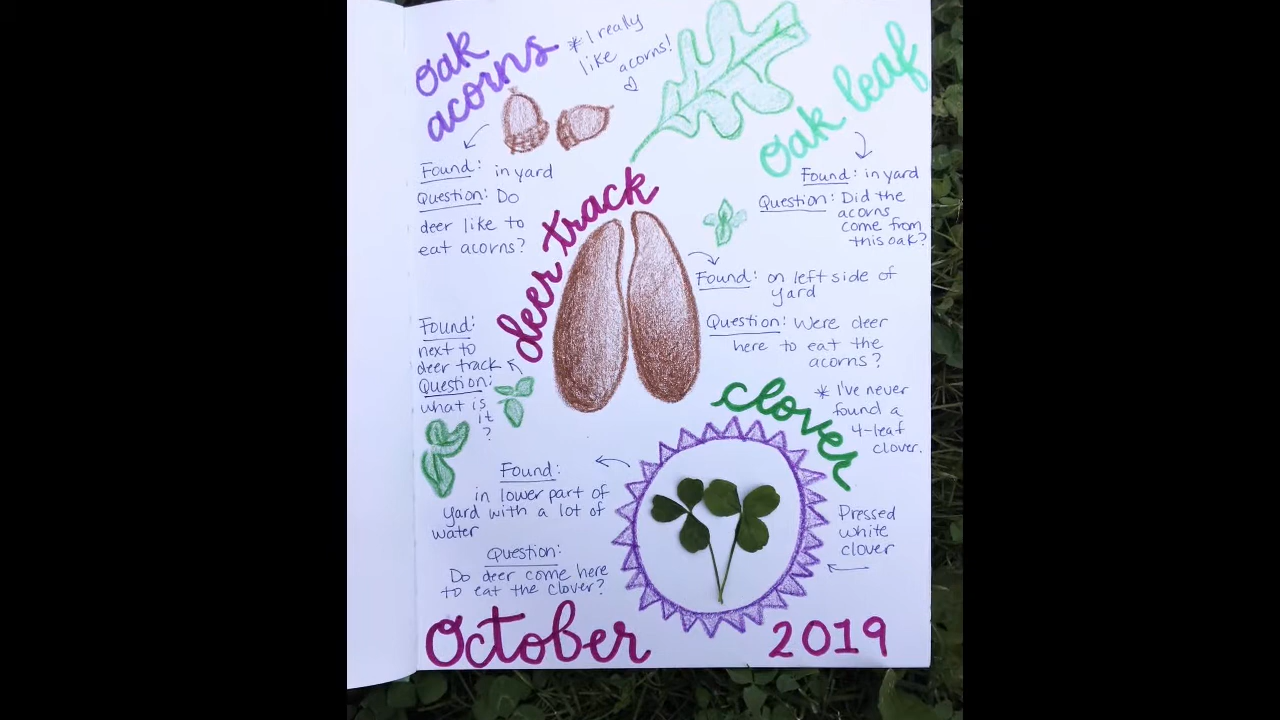 oak
acorns
* I really
like acorns!
Found: in yard
Question: Do
deer like to
eat acorns?
oak leaf
Found: in yard
Question: Did the
acorns
come from
this oak?
deer track
Found: on left side of
yard
Question: Were deer
here to eat the
acorns?
Found:
next to
deer track
Question:
what is
it
?
clover
* I've never
found a
4-leaf
clover.
Found:
in lower part of
yard with a lot of
water
Question:
Do deer come here
to eat the clover?
Pressed
white
clover
October 2019